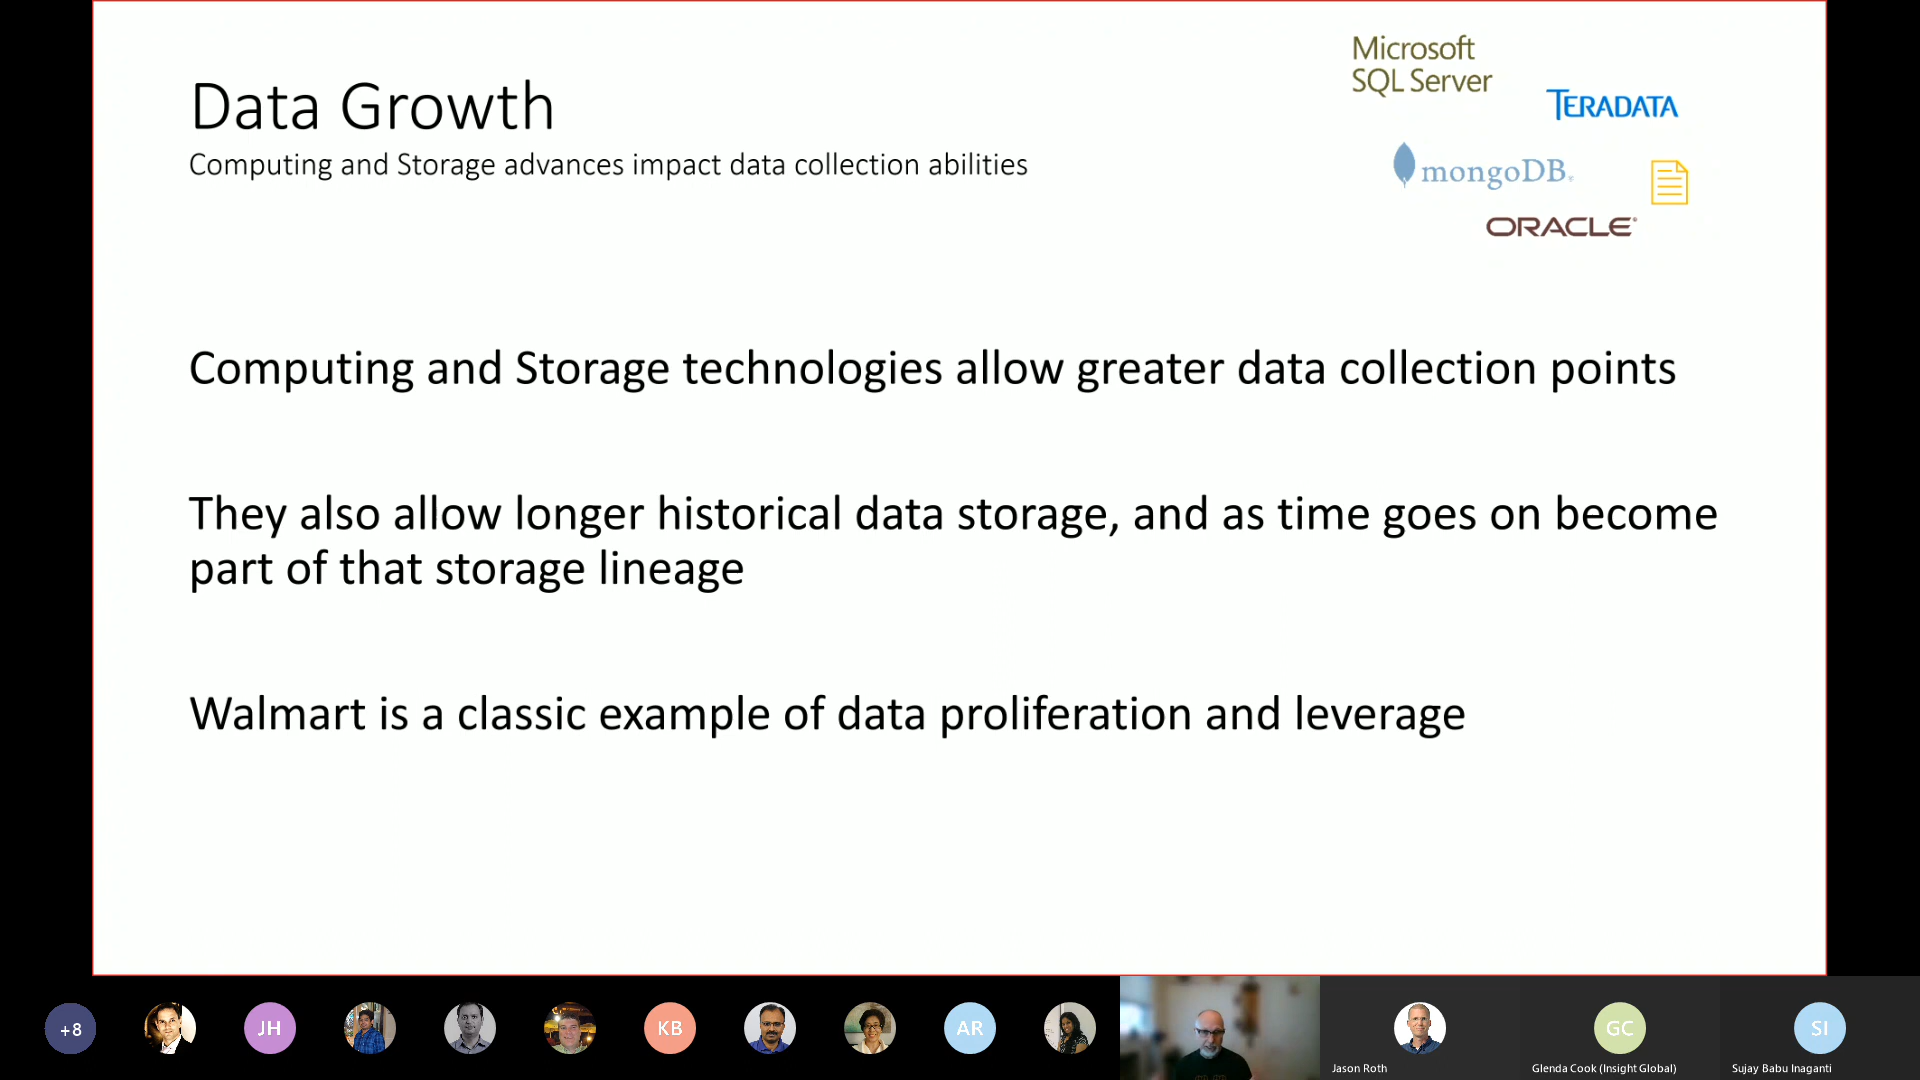 Data Growth
Computing and Storage advances impact data collection abilities
Microsoft
SQL Server
TERADATA
mongoDB
ORACLE
Computing and Storage technologies allow greater data collection points
They also allow longer historical data storage, and as time goes on become
part of that storage lineage
Walmart is a classic example of data proliferation and leverage
+8
JH
KB
AR
GC
SI
Jason Roth
Glenda Cook (Insight Global)
Sujay Babu Inaganti